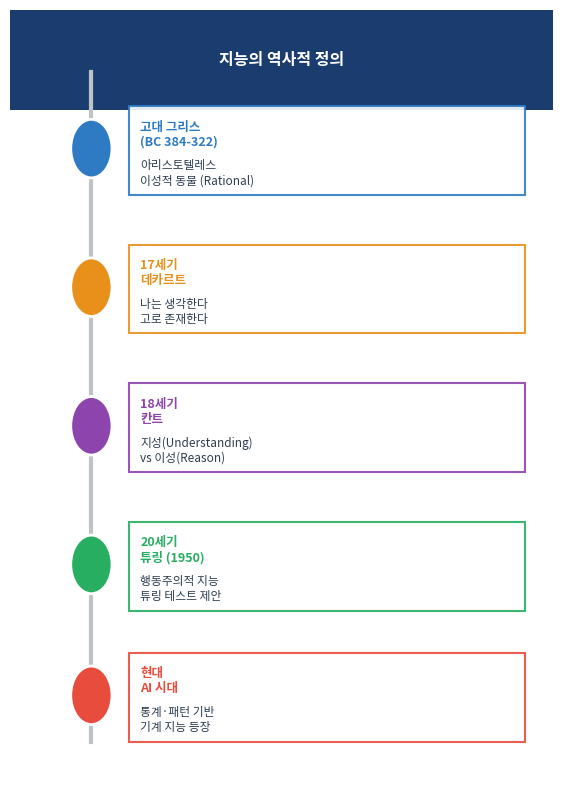 지능의 역사적 정의
고대 그리스
(BC 384-322)
아리스토텔레스
이성적 동물 (Rational)
17세기
데카르트
나는 생각한다
고로 존재한다
18세기
칸트
지성(Understanding)
vs 이성(Reason)
20세기
튜링 (1950)
행동주의적 지능
튜링 테스트 제안
현대
AI 시대
통계·패턴 기반
기계 지능 등장